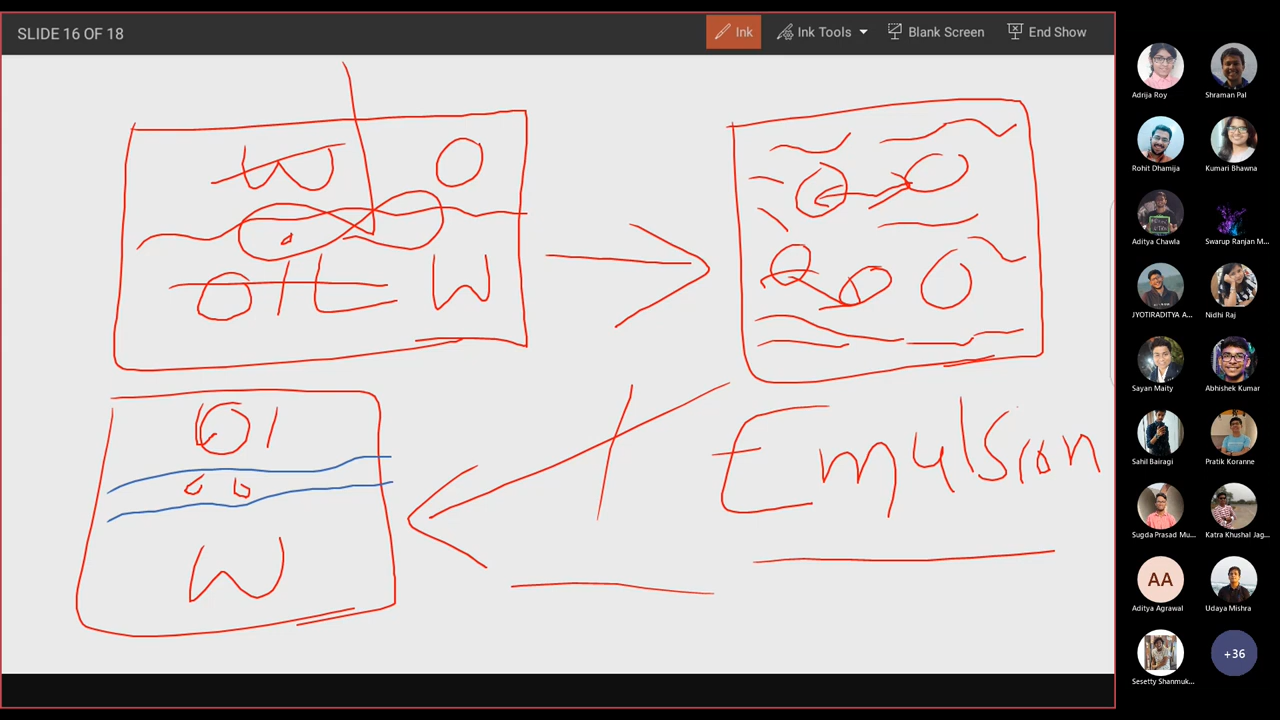 SLIDE 16 OF 18
Ink
Ink Tools
Blank Screen
End Show
W O
OIL W
Emulsion
OI
W
Adrija Roy
Shraman Pal
Rohit Dhamija
Kumari Bhawna
Aditya Chawla
Swarup Ranjan M...
JYOTIRADITYA A...
Nidhi Raj
Sayan Maity
Abhishek Kumar
Sahil Bairagi
Pratik Koranne
Sugda Prasad Mu...
Katra Khushal Jag...
AA
Aditya Agrawal
Udaya Mishra
Sesetty Shanmuk...
+36